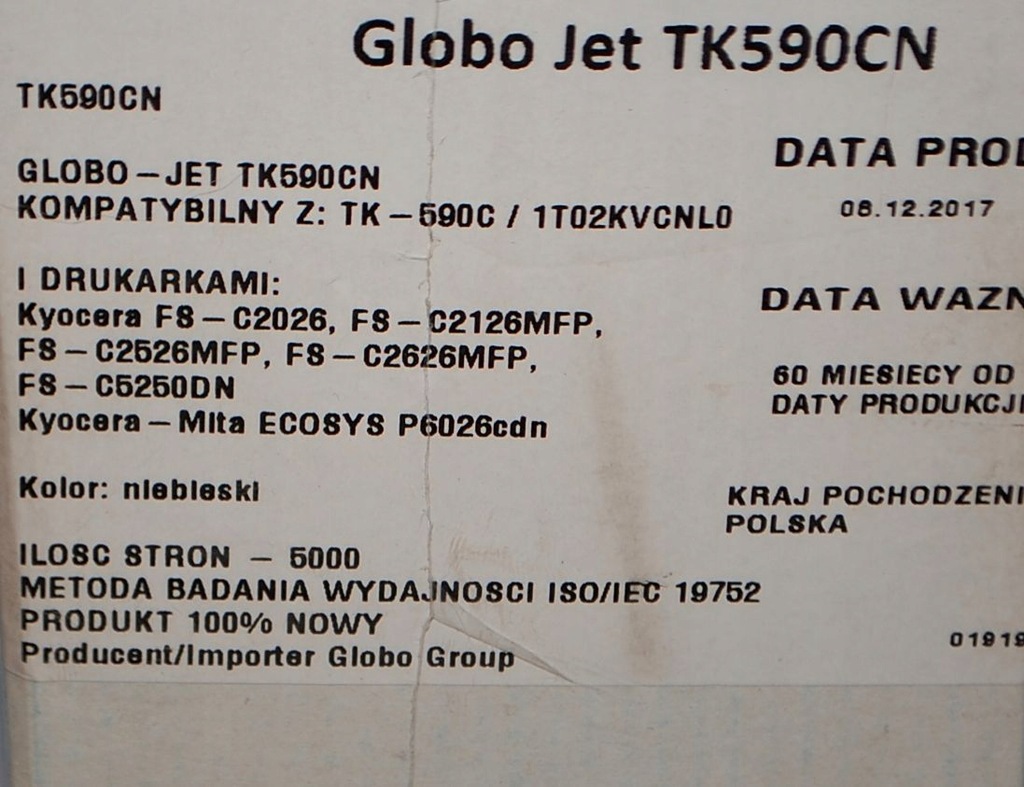 Globo Jet TK590CN
TK590CN
GLOBO-JET TK590CN
KOMPATYBILNY Z: TK-590C / 1T02KVCNL0
I DRUKARKAMI:
Kyocera FS-C2026, FS-C2126MFP,
FS-C2526MFP, FS-C2626MFP,
FS-C5250DN
Kyocera-Mita ECOSYS P6026cdn
Kolor: niebieski
ILOSC STRON - 5000
METODA BADANIA WYDAJNOSCI ISO/IEC 19752
PRODUKT 100% NOWY
Producent/Importer Globo Group
DATA PROD
08.12.2017
DATA WAZN
60 MIESIECY OD
DATY PRODUKCJI
KRAJ POCHODZENI
POLSKA
01919